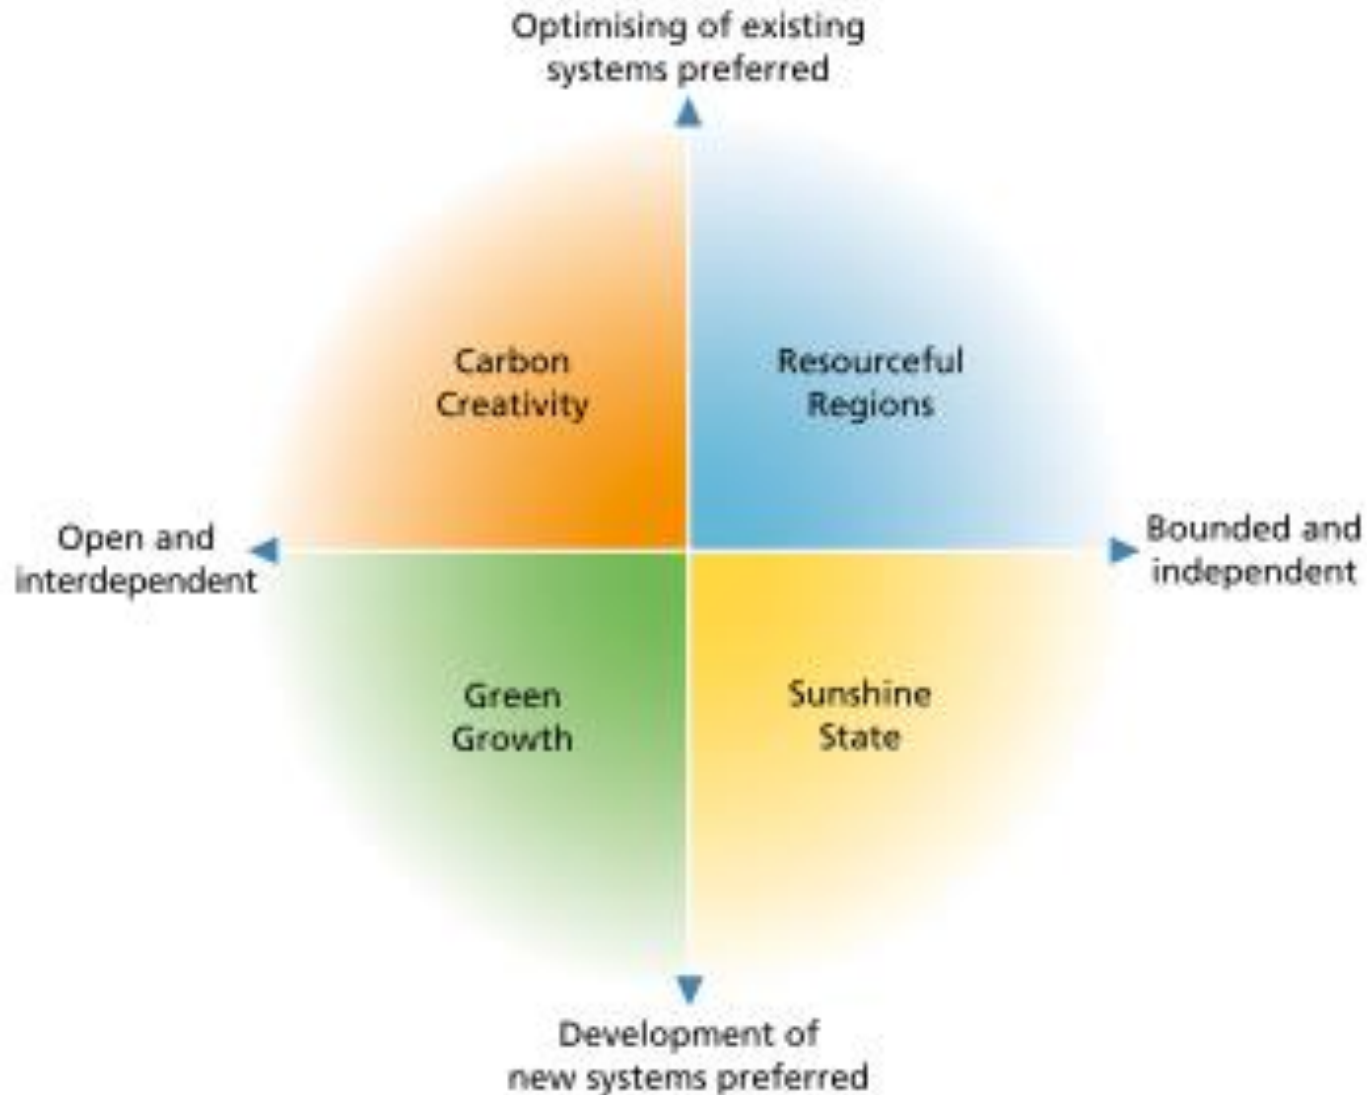 Optimising of existing
systems preferred
Carbon
Creativity
Resourceful
Regions
Open and
interdependent
Bounded and
independent
Green
Growth
Sunshine
State
Development of
new systems preferred